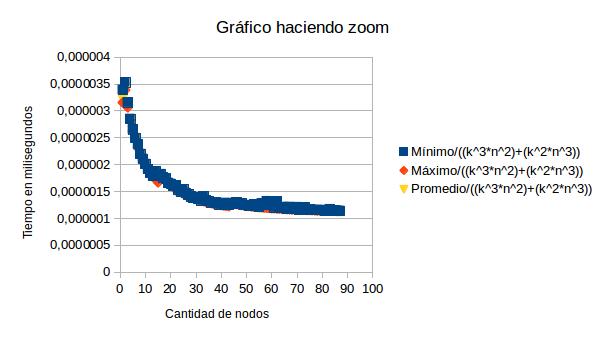 Gráfico haciendo zoom
0,000004
0,0000035
0,000003
0,0000025
0,000002
0,0000015
0,000001
0,0000005
0
Tiempo en milisegundos
0 10 20 30 40 50 60 70 80 90 100
Cantidad de nodos
Mínimo/((k^3*n^2)+(k^2*n^3))
Máximo/((k^3*n^2)+(k^2*n^3))
Promedio/((k^3*n^2)+(k^2*n^3))